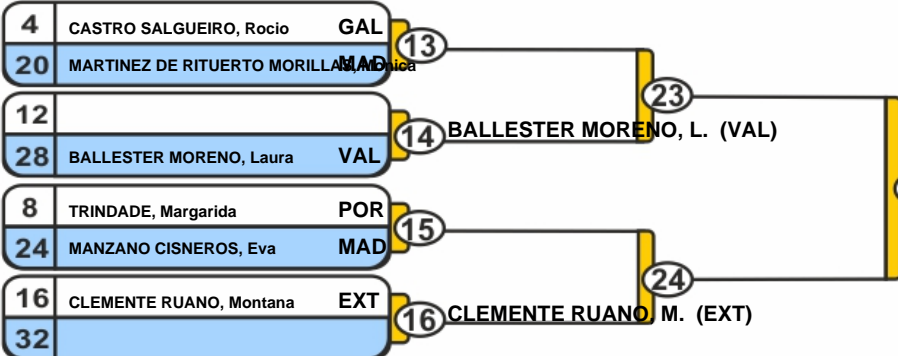 4 CASTRO SALGUEIRO, Rocio GAL
13
20 MARTINEZ DE RITUERTO MORILLAS, Monica MAD
23
12
14 BALLESTER MORENO, L. (VAL)
28 BALLESTER MORENO, Laura VAL
8 TRINDADE, Margarida POR
15
24 MANZANO CISNEROS, Eva MAD
24
16 CLEMENTE RUANO, Montana EXT
16 CLEMENTE RUANO, M. (EXT)
32